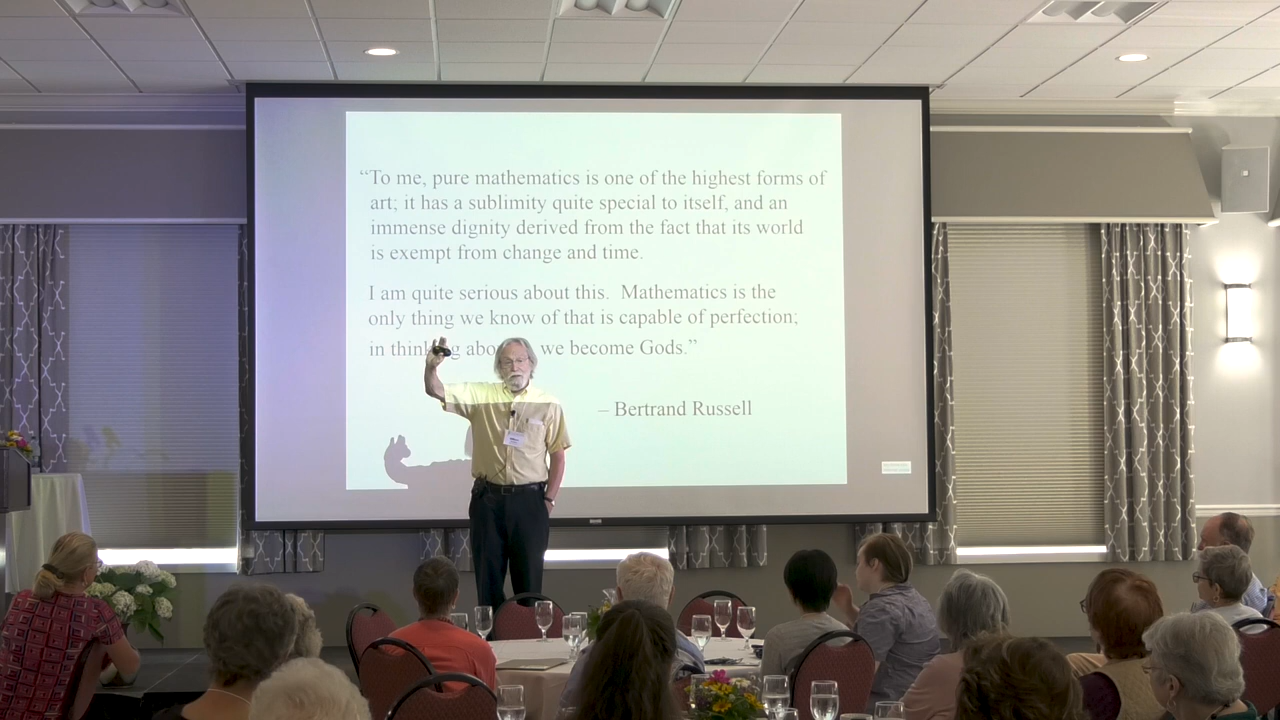 “To me, pure mathematics is one of the highest forms of
art; it has a sublimity quite special to itself, and an
immense dignity derived from the fact that its world
is exempt from change and time.
I am quite serious about this. Mathematics is the
only thing we know of that is capable of perfection;
in we become Gods.”
– Bertrand Russell